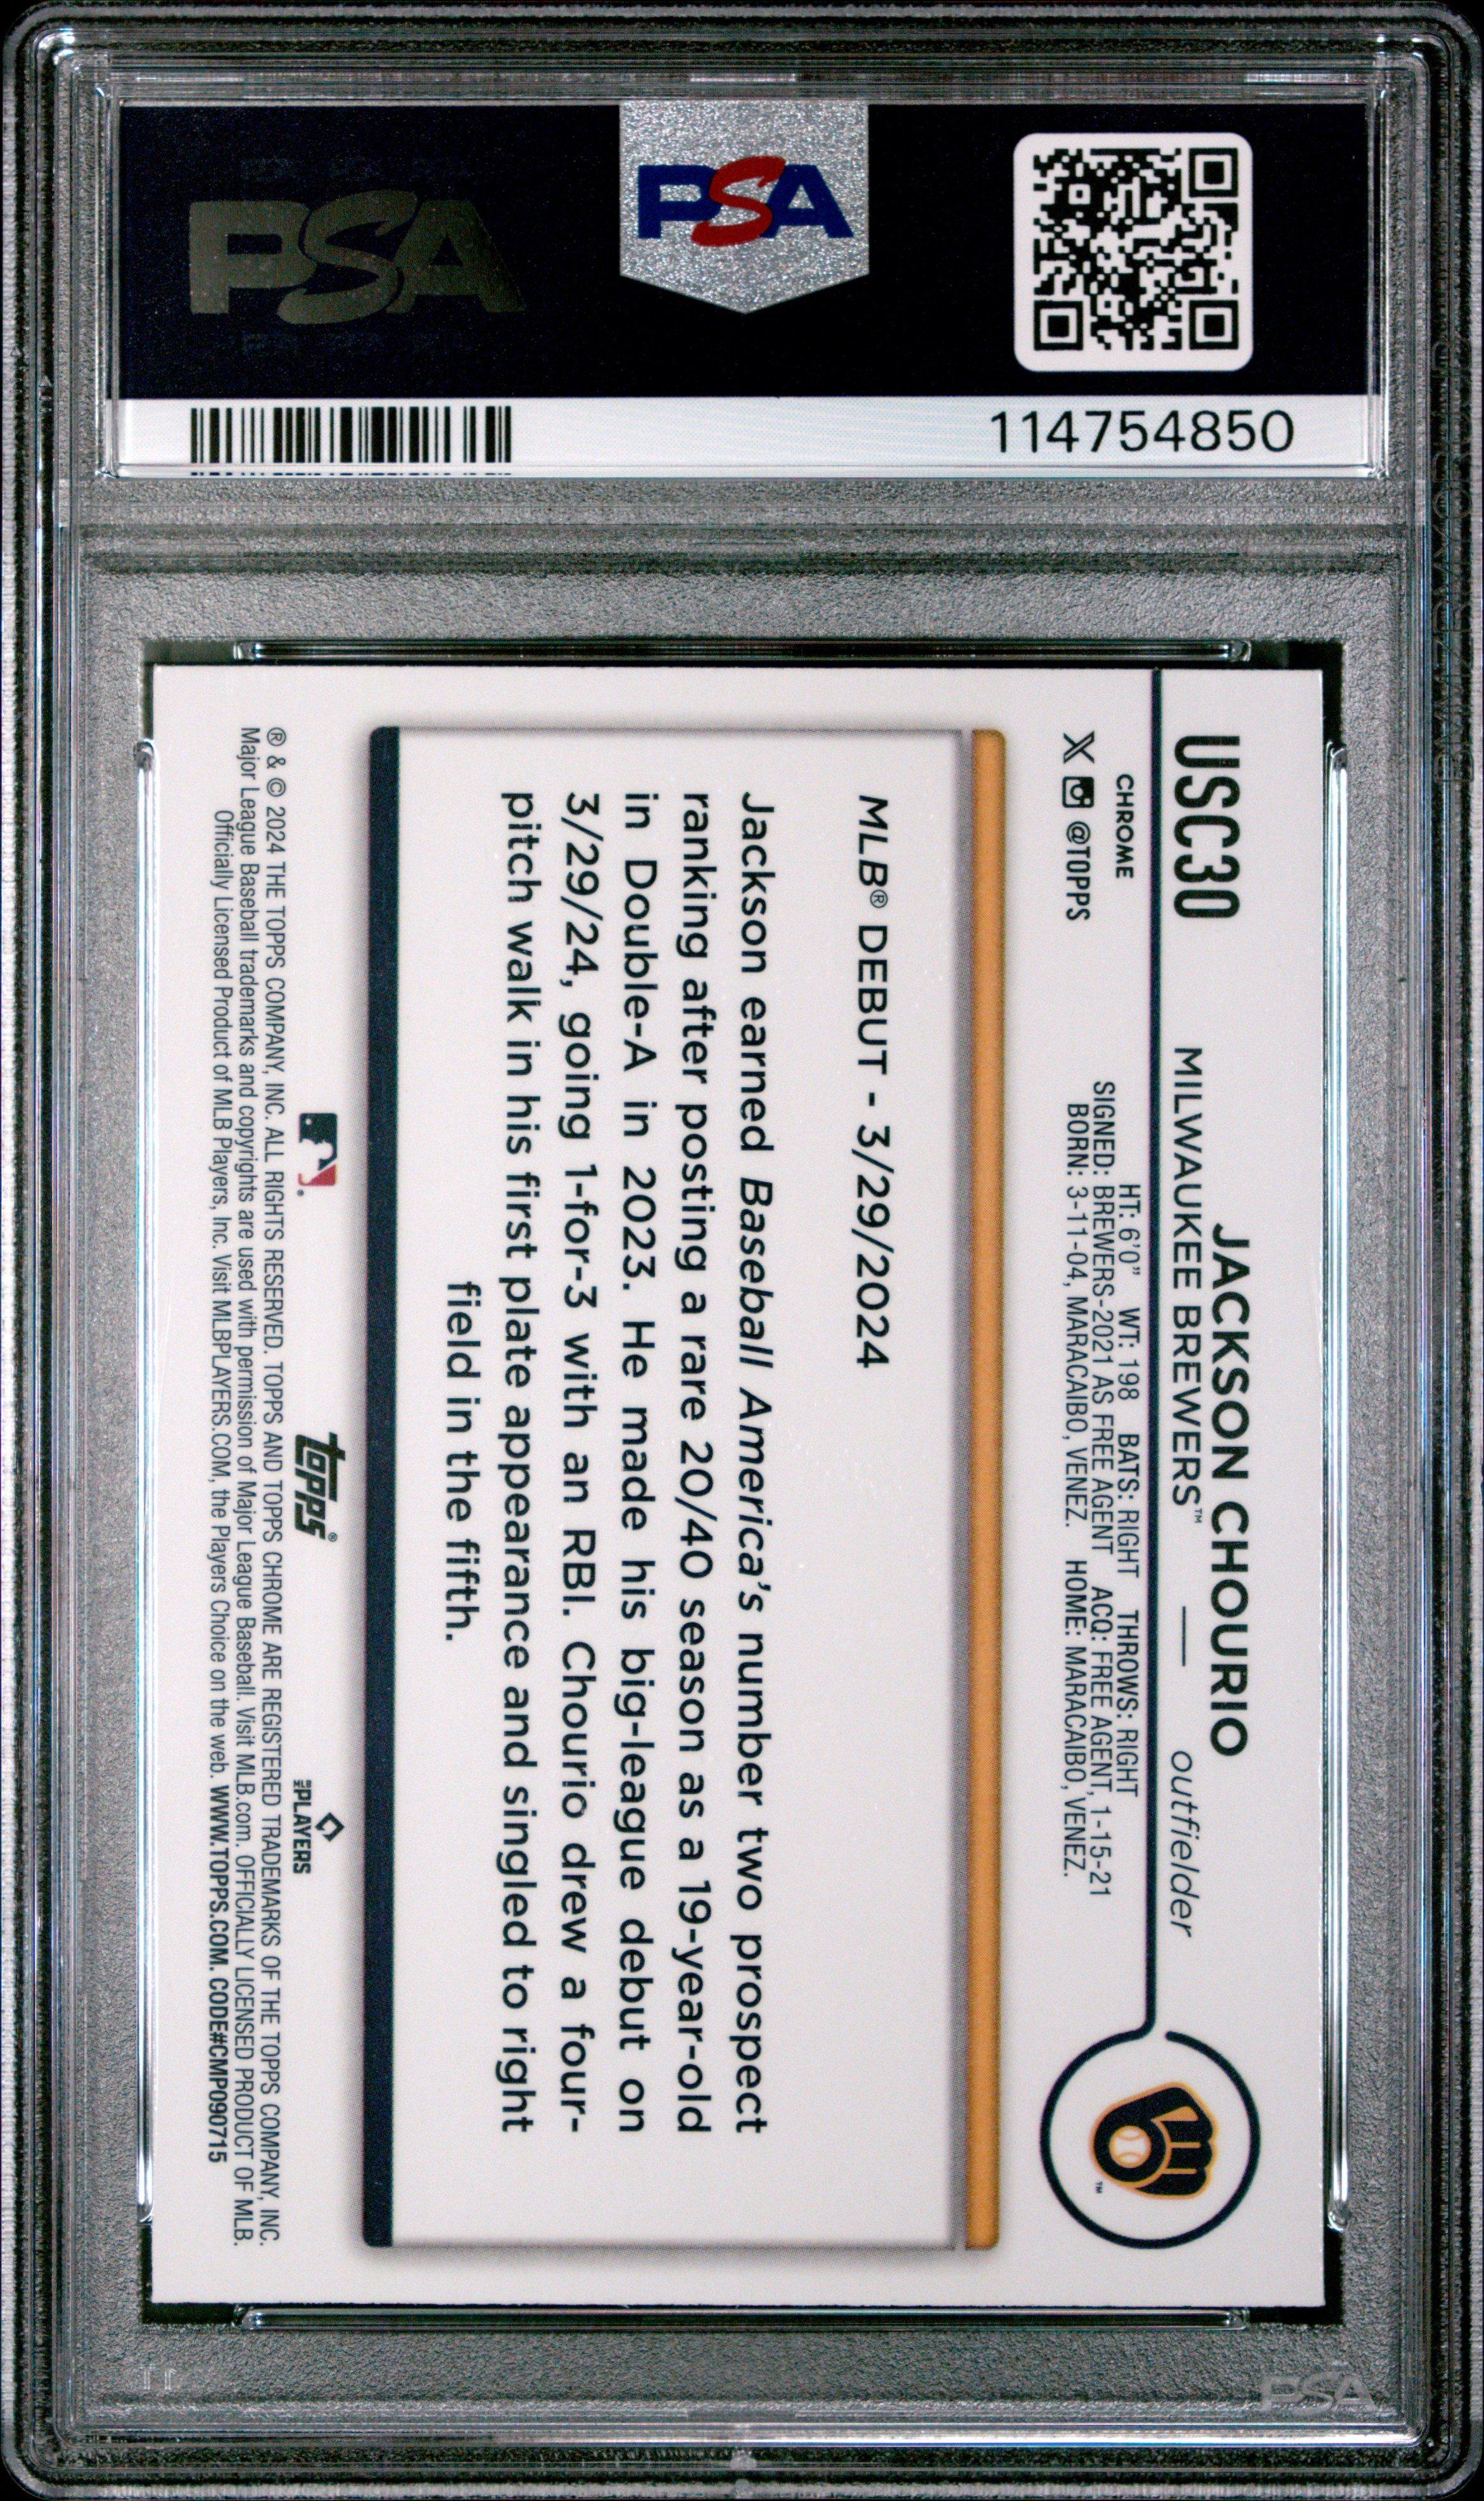 PSA
PSA
114754850
USC30
JACKSON CHOURIO
MILWAUKEE BREWERS™ — outfielder
CHROME
HT: 6'0" WT: 198 BATS: RIGHT THROWS: RIGHT
SIGNED: BREWERS-2021 AS FREE AGENT ACQ: FREE AGENT, 1-15-21
@TOPPS
BORN: 3-11-04, MARACAIBO, VENEZ. HOME: MARACAIBO, VENEZ.
TM
MLB® DEBUT - 3/29/2024
Jackson earned Baseball America's number two prospect
ranking after posting a rare 20/40 season as a 19-year-old
in Double-A in 2023. He made his big-league debut on
3/29/24, going 1-for-3 with an RBI. Chourio drew a four-
pitch walk in his first plate appearance and singled to right
field in the fifth.
topps®
PLAYERS
® & © 2024 THE TOPPS COMPANY, INC. ALL RIGHTS RESERVED. TOPPS AND TOPPS CHROME ARE REGISTERED TRADEMARKS OF THE TOPPS COMPANY, INC.
Major League Baseball trademarks and copyrights are used with permission of Major League Baseball. Visit MLB.com. OFFICIALLY LICENSED PRODUCT OF MLB.
Officially Licensed Product of MLB Players, Inc. Visit MLBPLAYERS.COM, the Players Choice on the web. WWW.TOPPS.COM. CODE#CMP090715
PSA